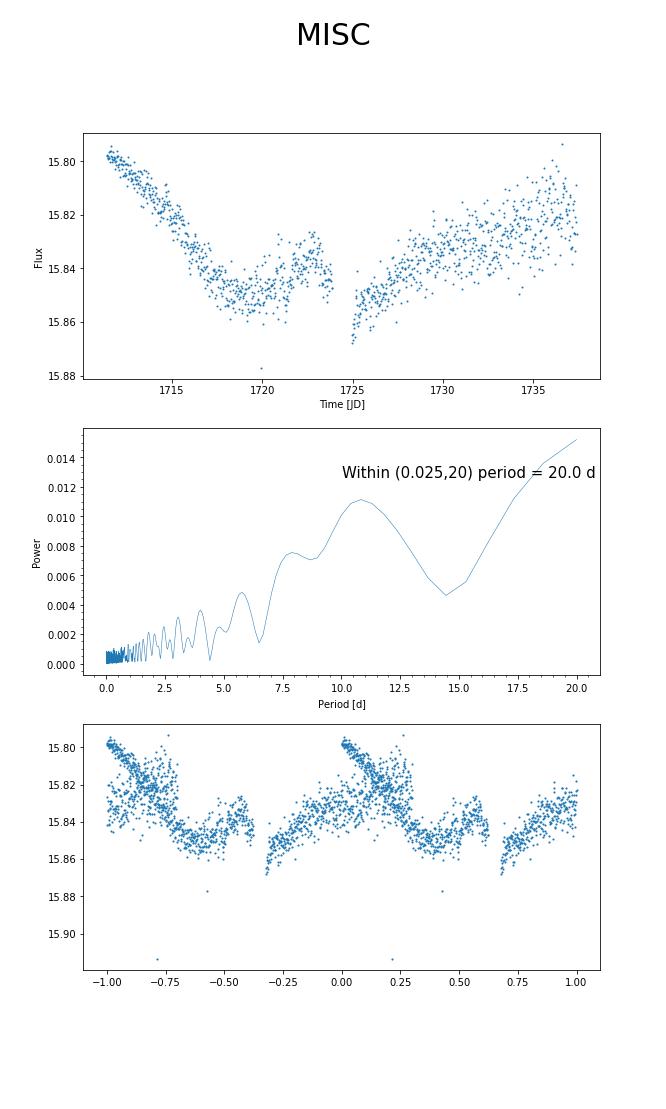 MISC
15.80
15.82
15.84
15.86
15.88
Flux
1715 1720 1725 1730 1735
Time [JD]
0.014
0.012
0.010
0.008
0.006
0.004
0.002
0.000
Power
Within (0.025,20) period = 20.0 d
0.0 2.5 5.0 7.5 10.0 12.5 15.0 17.5 20.0
Period [d]
15.80
15.82
15.84
15.86
15.88
15.90
−1.00 −0.75 −0.50 −0.25 0.00 0.25 0.50 0.75 1.00